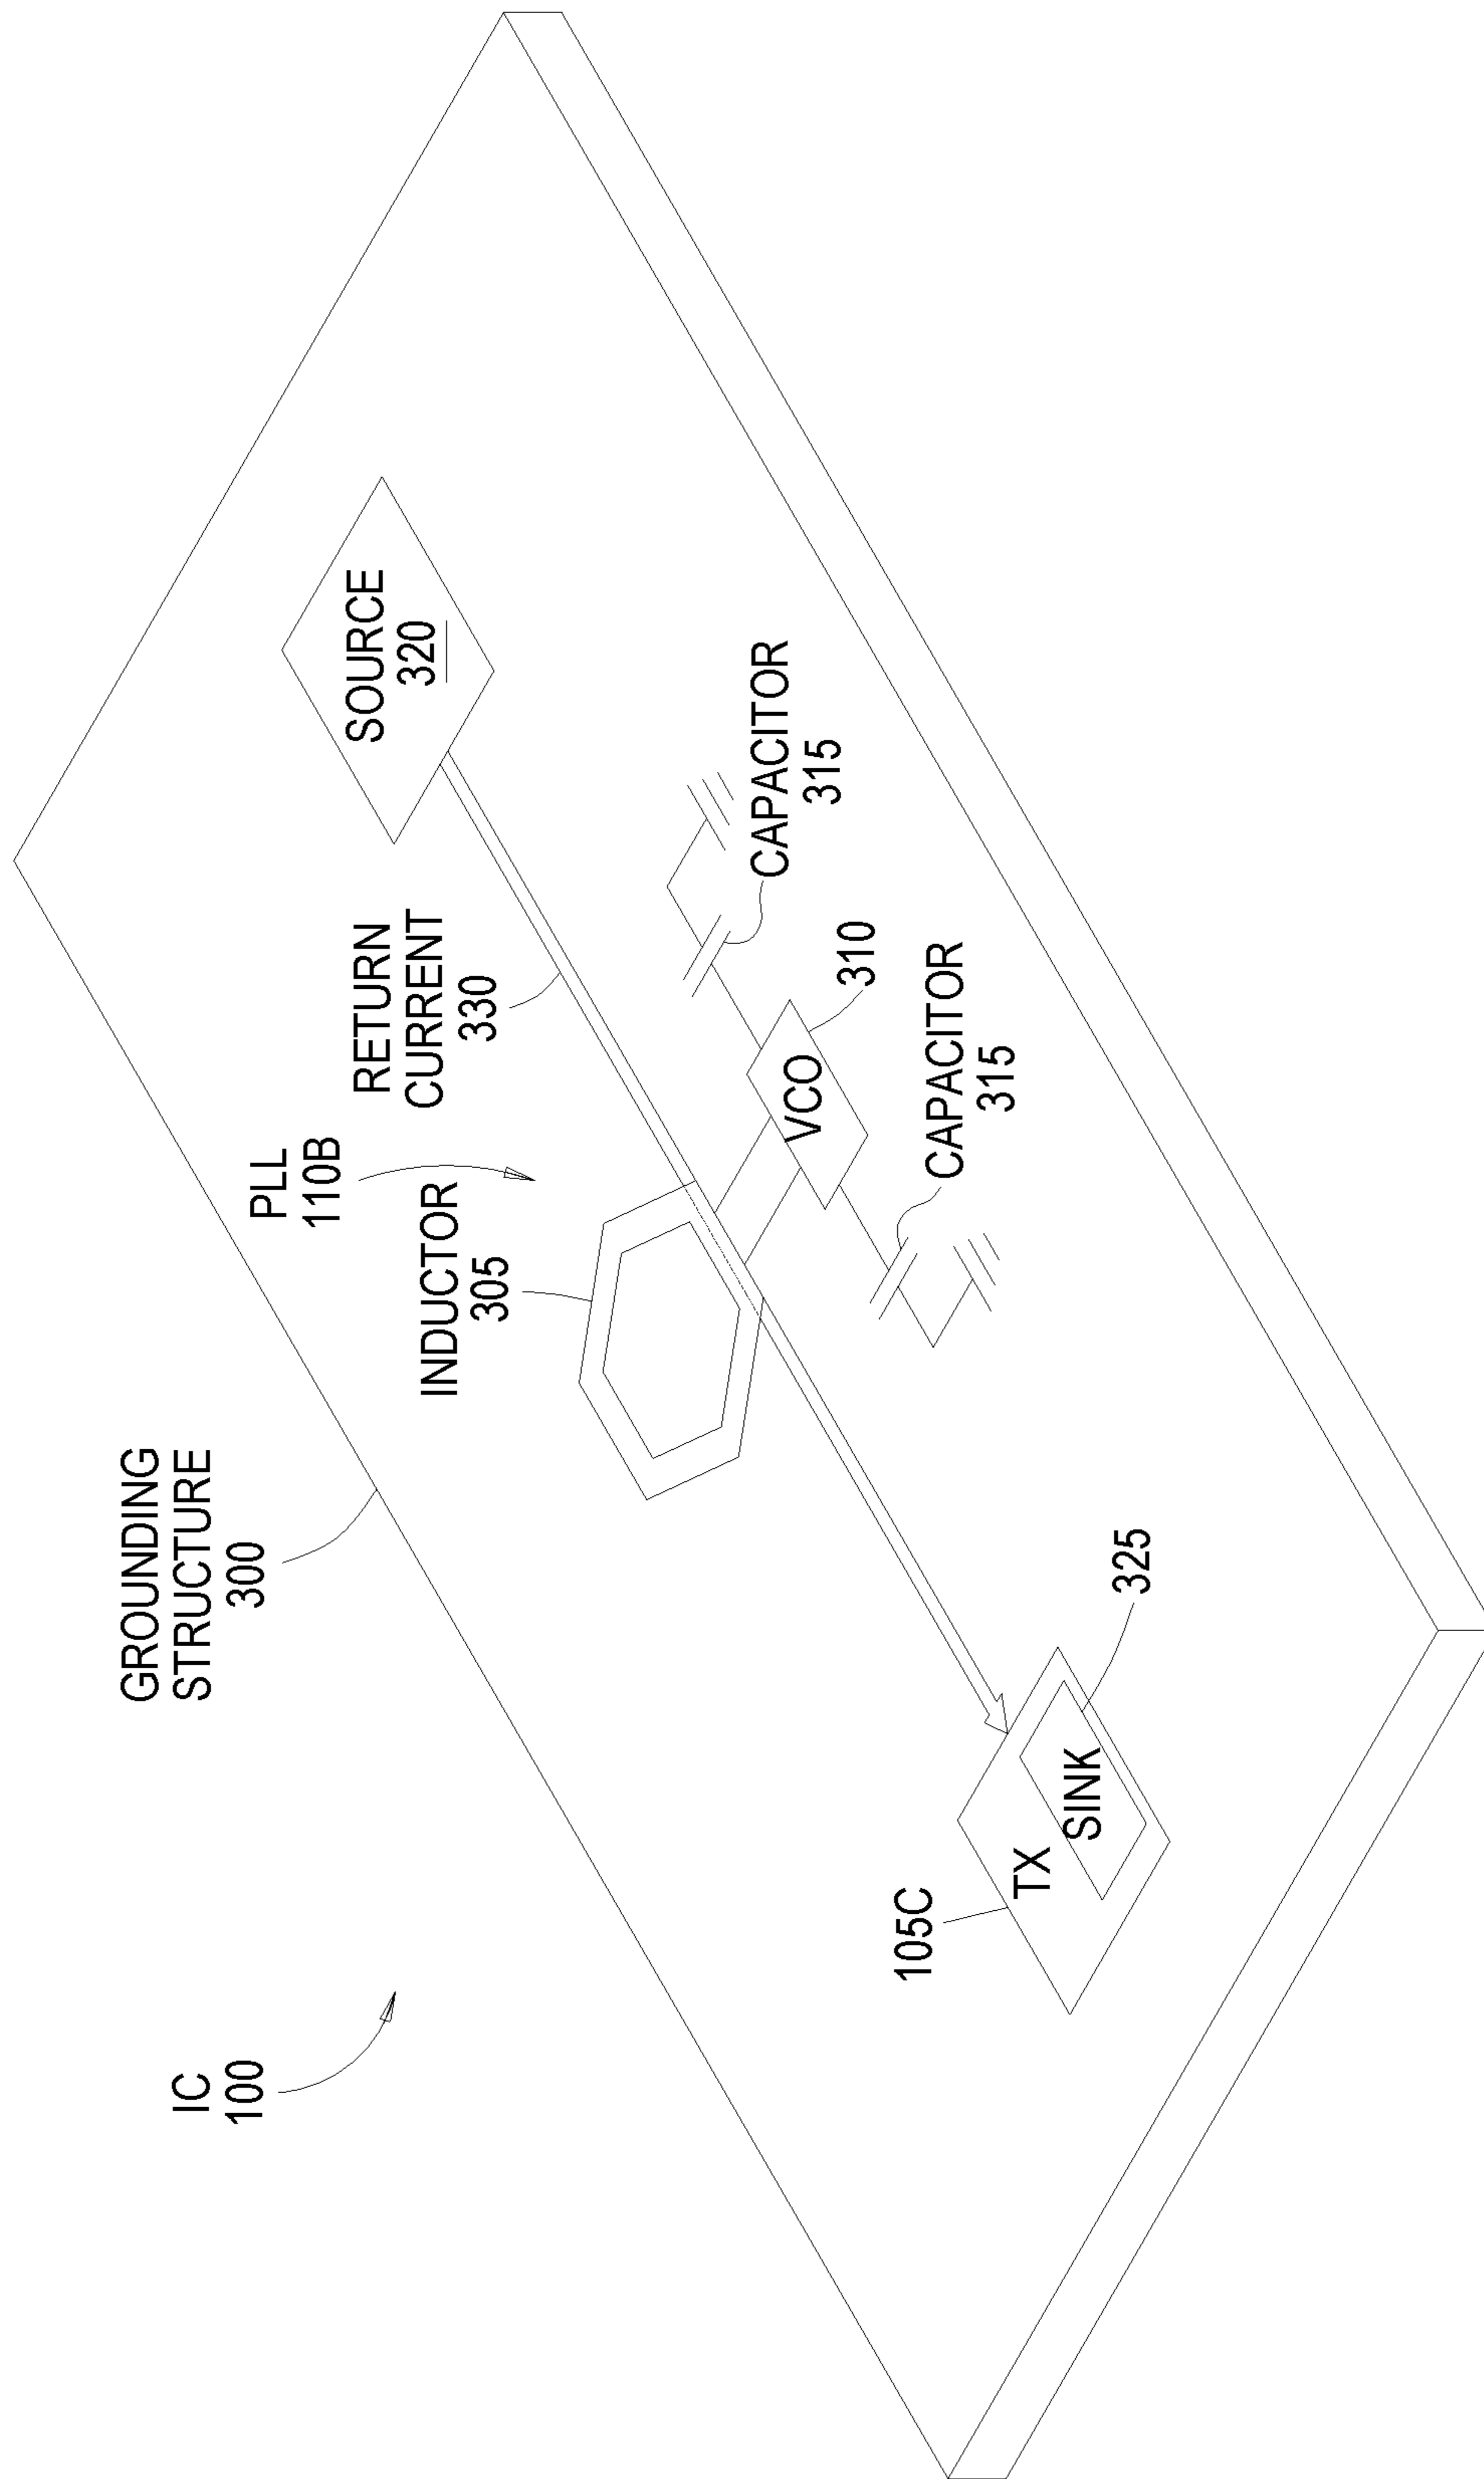 IC
100
GROUNDING
STRUCTURE
300
PLL
110B
INDUCTOR
305
RETURN
CURRENT
330
SOURCE
320
CAPACITOR
315
VCO
310
CAPACITOR
315
105C
TX
SINK
325